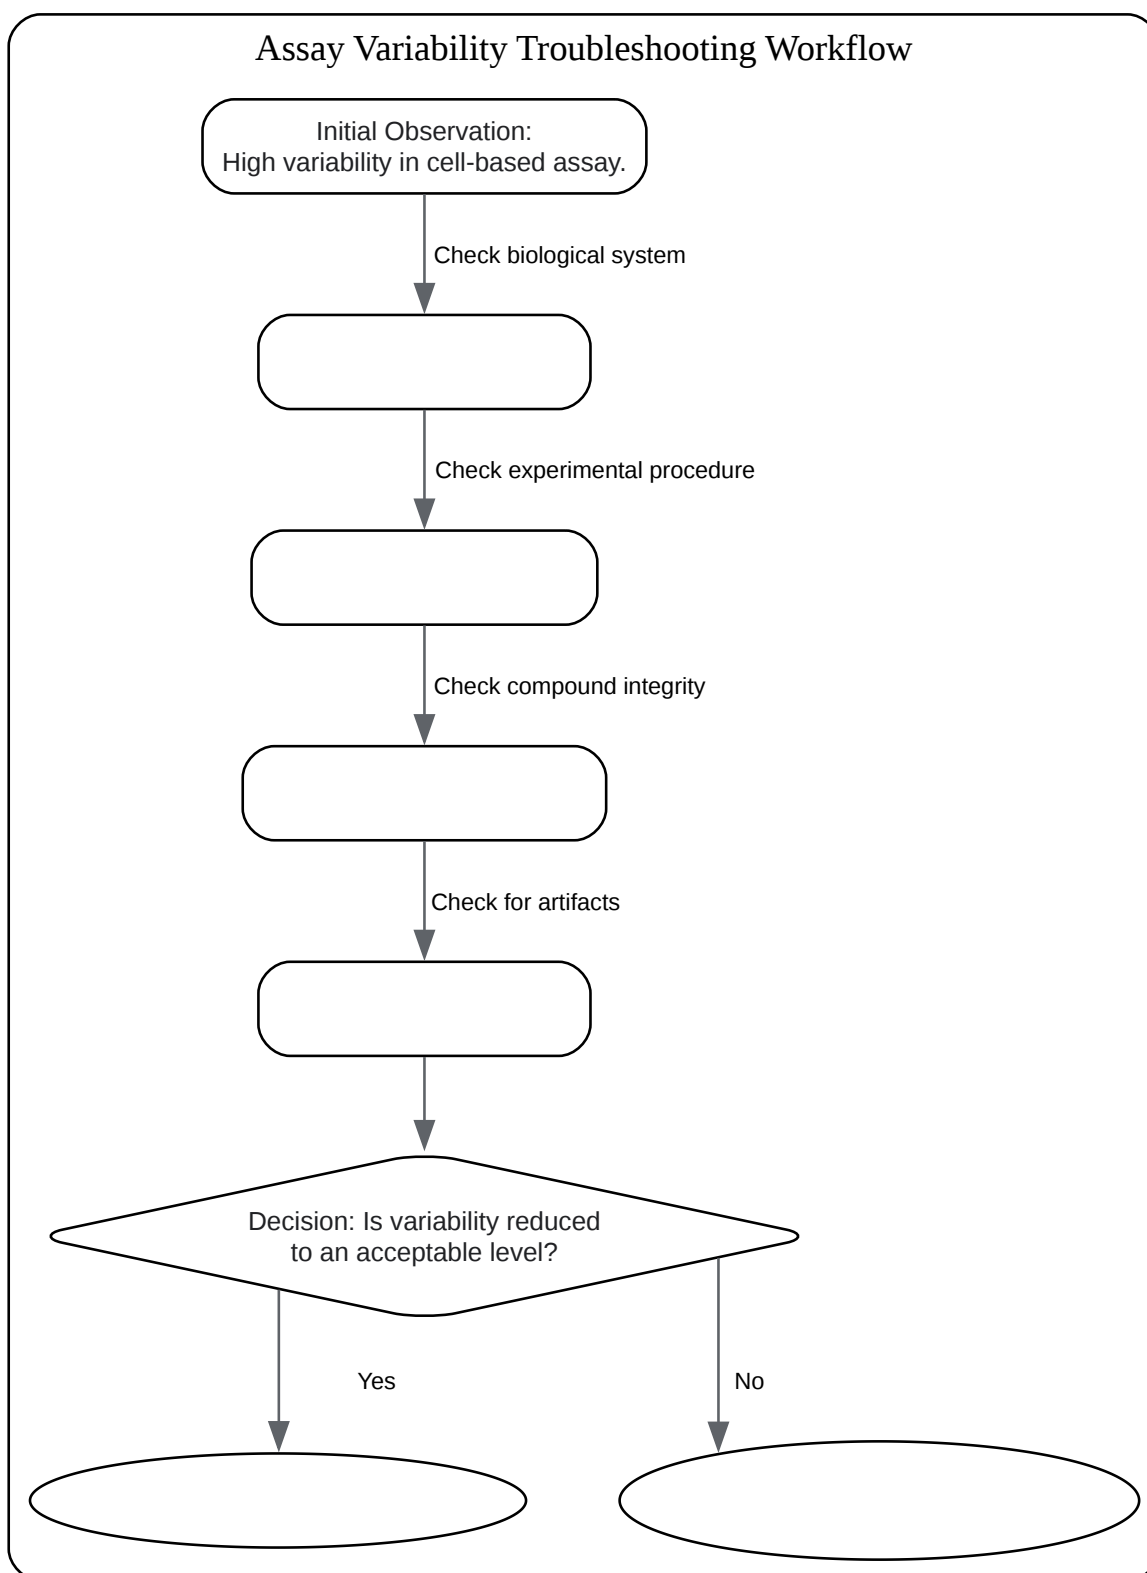 Assay Variability Troubleshooting Workflow
Initial Observation:
High variability in cell-based assay.
Check biological system
Check experimental procedure
Check compound integrity
Check for artifacts
Decision: Is variability reduced
to an acceptable level?
Yes
No